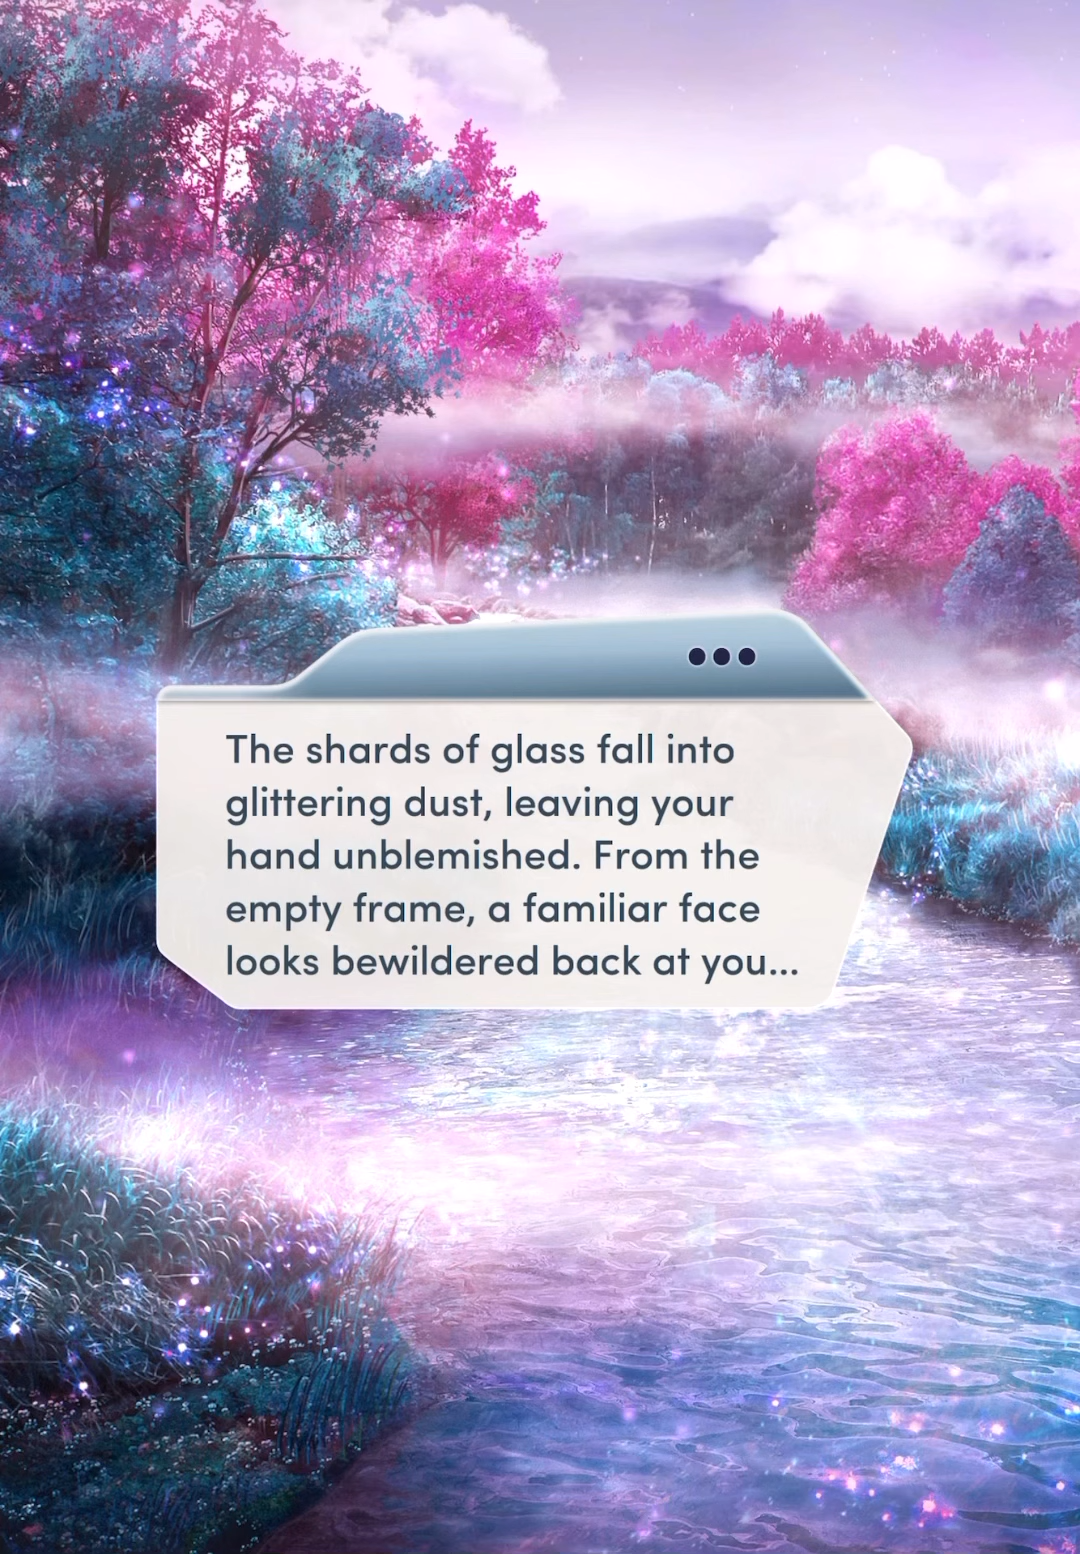 The shards of glass fall into
glittering dust, leaving your
hand unblemished. From the
empty frame, a familiar face
looks bewildered back at you...